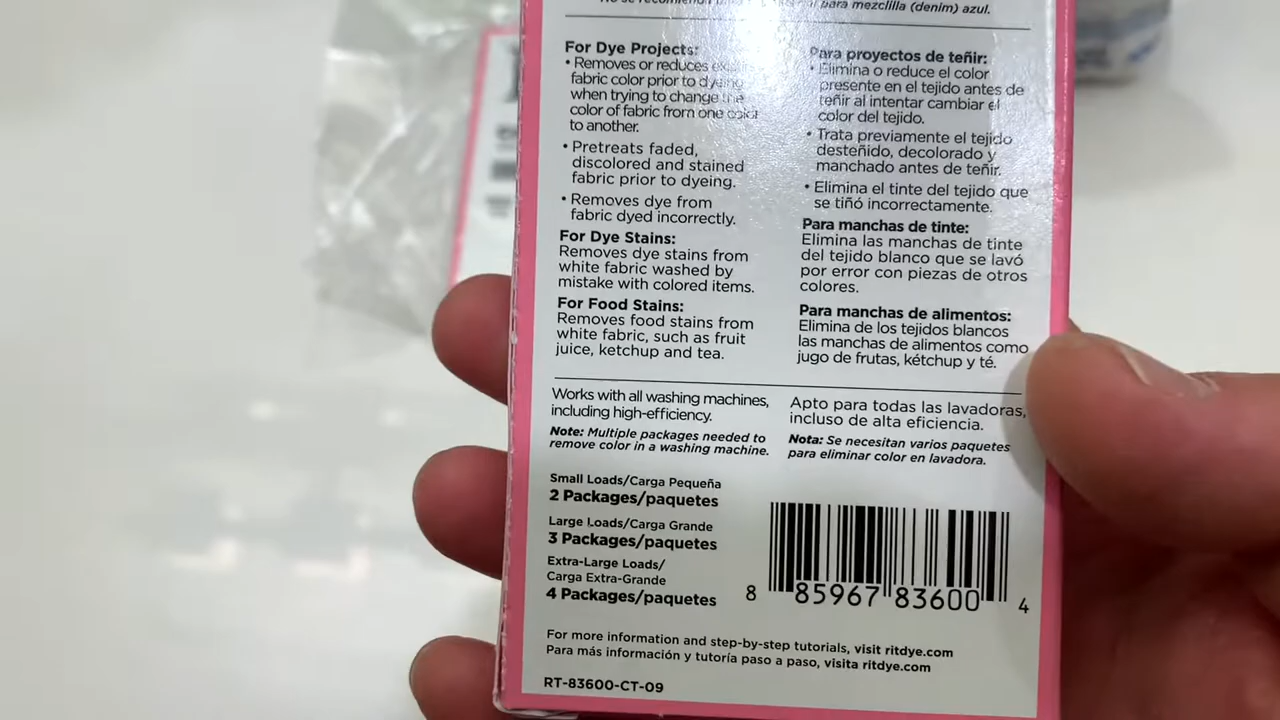 para mezclilla (denim) azul.
For Dye Projects:
• Removes or reduces
fabric color prior to dyeing
when trying to change the
color of fabric from one color
to another.
• Pretreats faded,
discolored and stained
fabric prior to dyeing.
• Removes dye from
fabric dyed incorrectly.
For Dye Stains:
Removes dye stains from
white fabric washed by
mistake with colored items.
For Food Stains:
Removes food stains from
white fabric, such as fruit
juice, ketchup and tea.
Para proyectos de teñir:
• Elimina o reduce el color
presente en el tejido antes de
teñir al intentar cambiar el
color del tejido.
• Trata previamente el tejido
desteñido, decolorado y
manchado antes de teñir.
• Elimina el tinte del tejido que
se tiñó incorrectamente.
Para manchas de tinte:
Elimina las manchas de tinte
del tejido blanco que se lavó
por error con piezas de otros
colores.
Para manchas de alimentos:
Elimina de los tejidos blancos
las manchas de alimentos como
jugo de frutas, kétchup y té.
Works with all washing machines,
including high-efficiency.
Note: Multiple packages needed to
remove color in a washing machine.
Apto para todas las lavadoras,
incluso de alta eficiencia.
Nota: Se necesitan varios paquetes
para eliminar color en lavadora.
Small Loads/Carga Pequeña
2 Packages/paquetes
Large Loads/Carga Grande
3 Packages/paquetes
Extra-Large Loads/
Carga Extra-Grande
4 Packages/paquetes
8 85967 83600 4
For more information and step-by-step tutorials, visit ritdye.com
Para más información y tutoría paso a paso, visita ritdye.com
RT-83600-CT-09